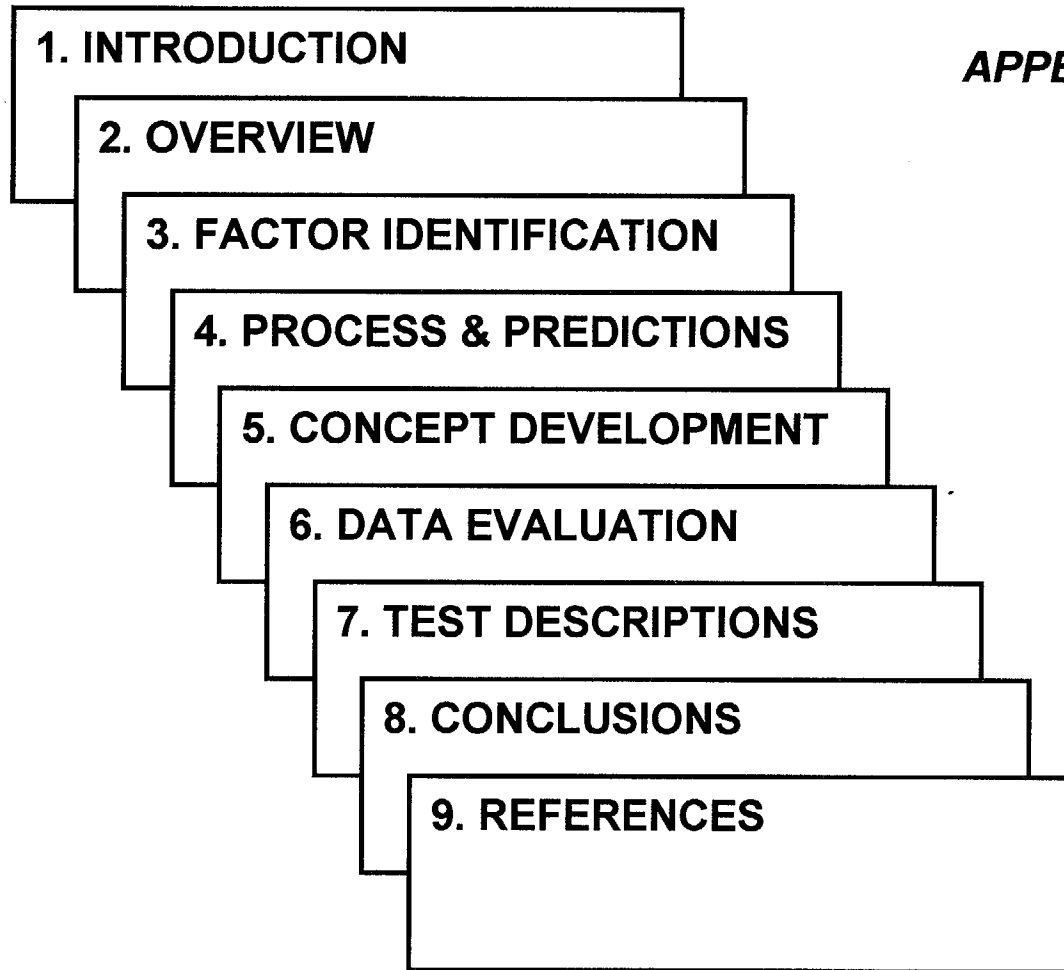 1. INTRODUCTION
APPE
2. OVERVIEW
3. FACTOR IDENTIFICATION
4. PROCESS & PREDICTIONS
5. CONCEPT DEVELOPMENT
6. DATA EVALUATION
7. TEST DESCRIPTIONS
8. CONCLUSIONS
9. REFERENCES